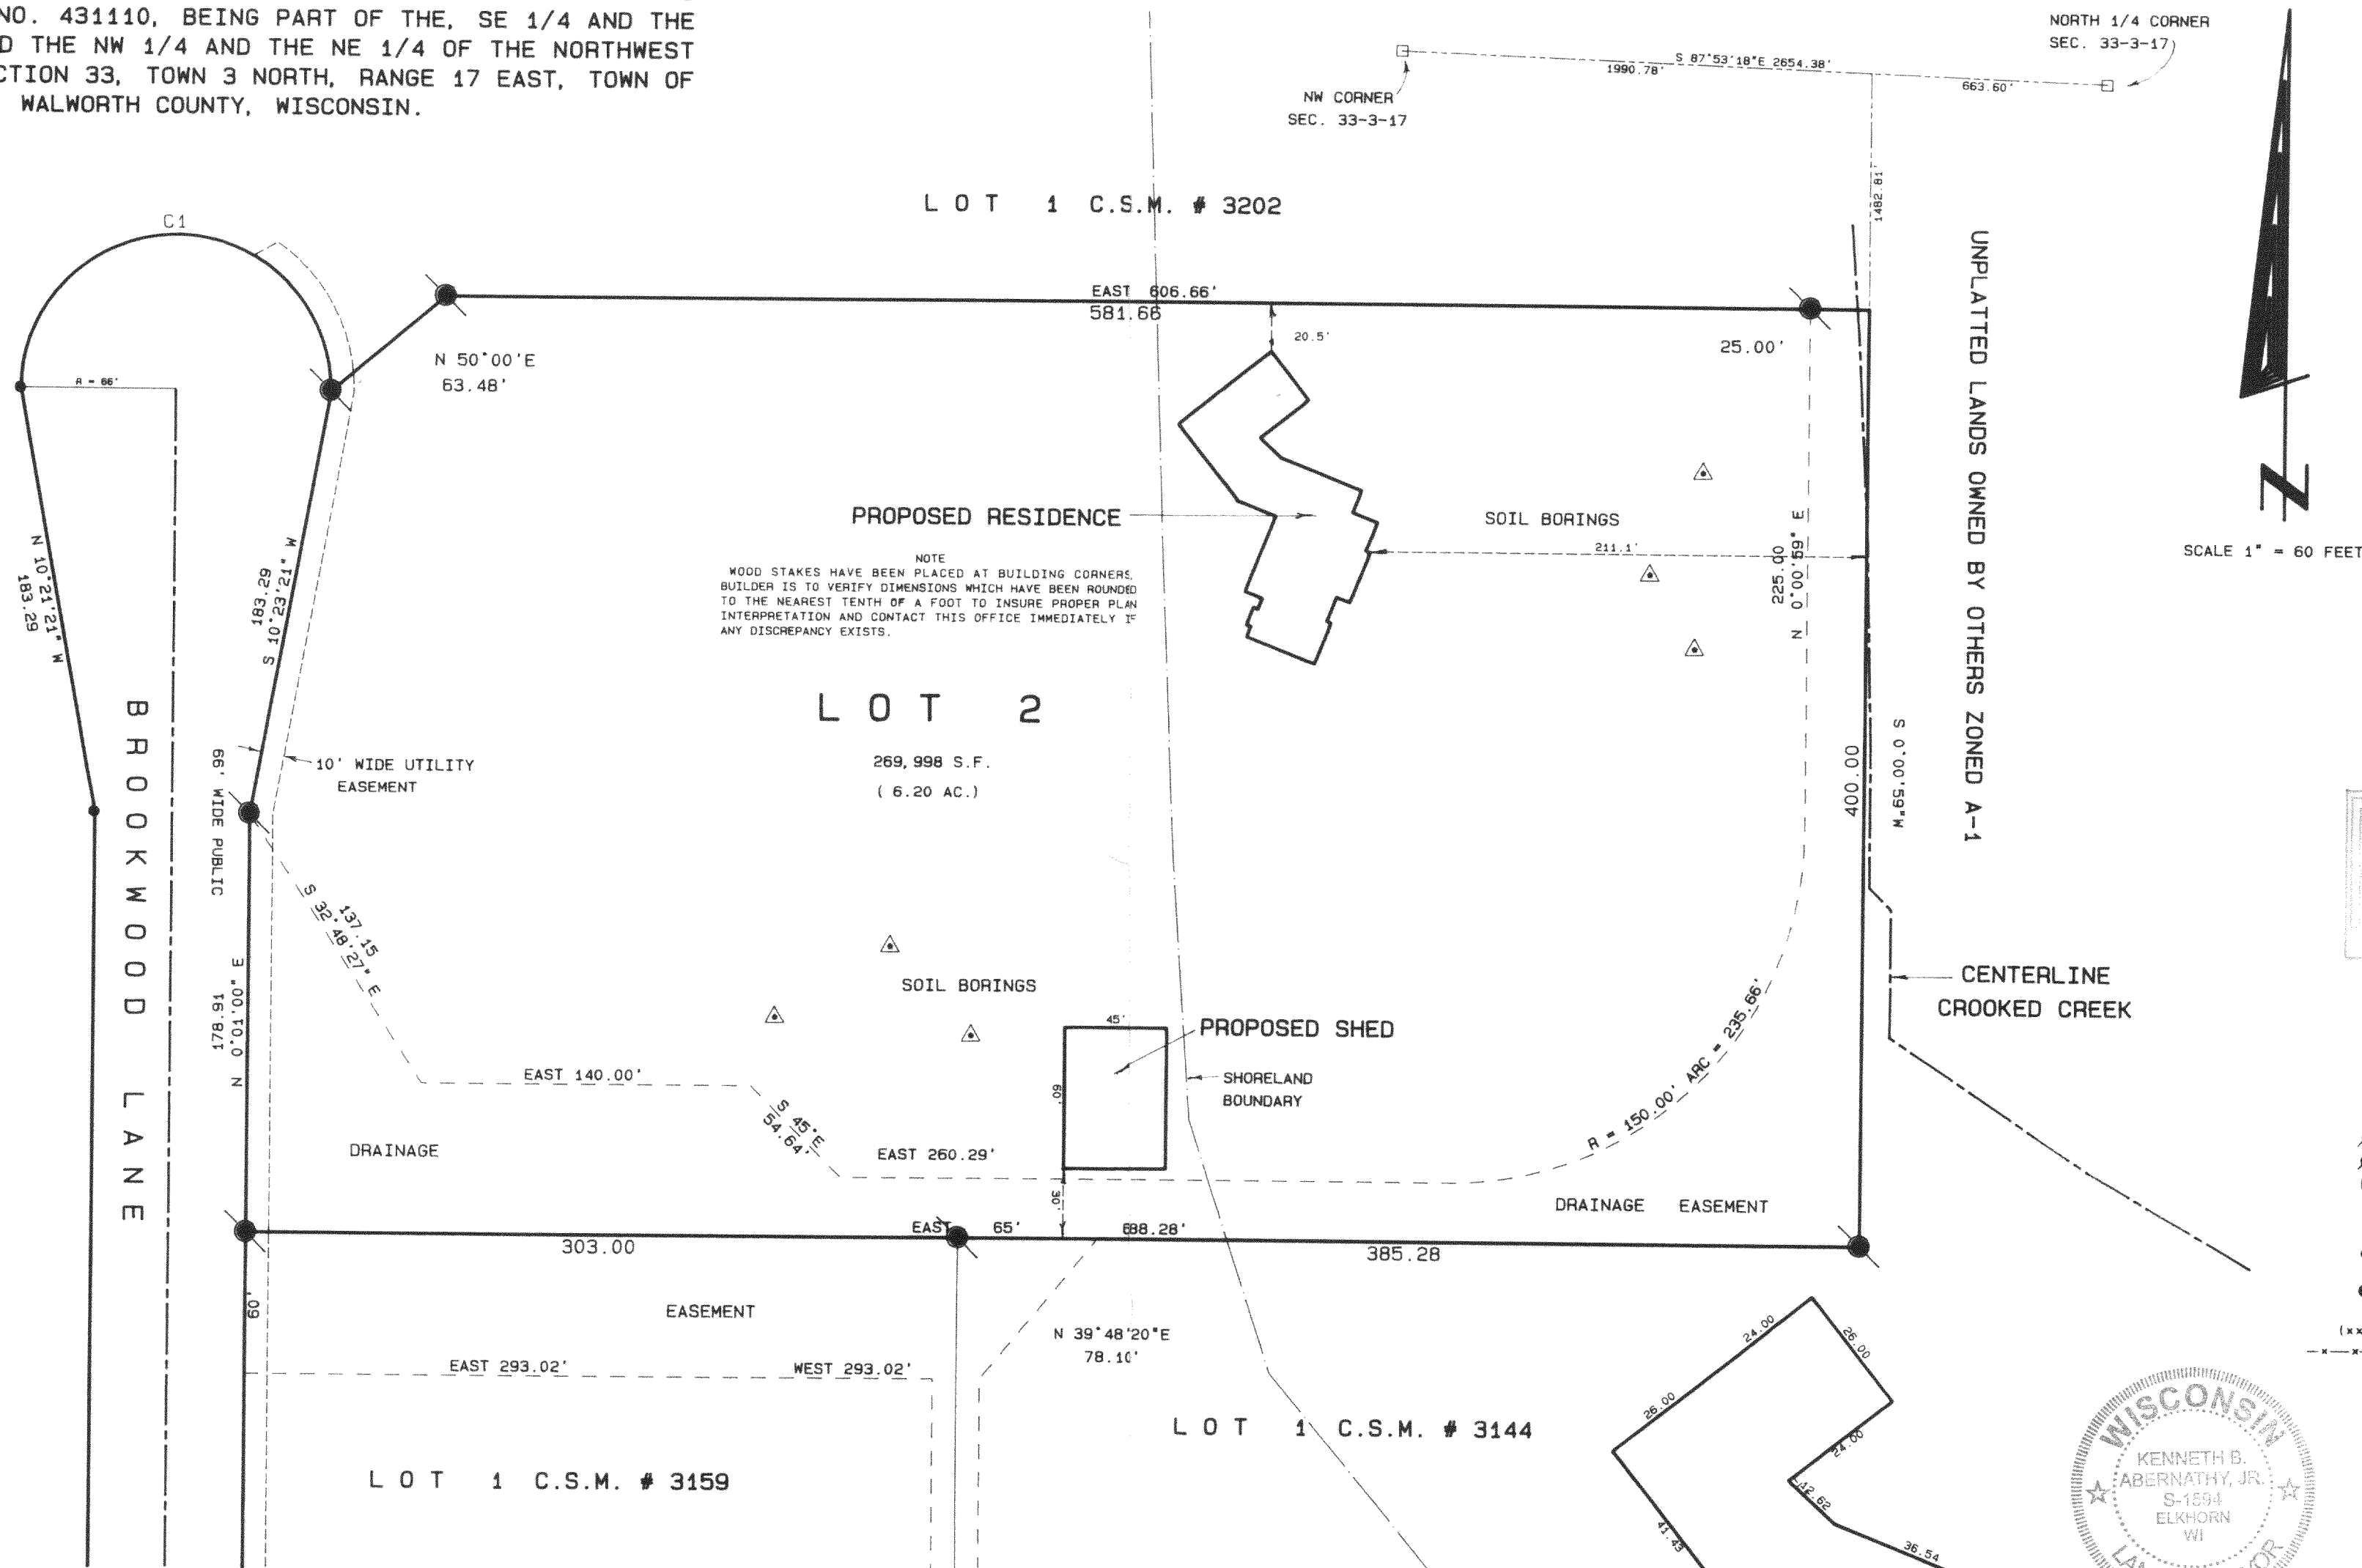 NO. 431110, BEING PART OF THE, SE 1/4 AND THE
D THE NW 1/4 AND THE NE 1/4 OF THE NORTHWEST
CTION 33, TOWN 3 NORTH, RANGE 17 EAST, TOWN OF
WALWORTH COUNTY, WISCONSIN.
NORTH 1/4 CORNER
SEC. 33-3-17
S 87°53'18"E 2654.38'
1990.78'
663.60'
NW CORNER
SEC. 33-3-17
1482.81'
LOT 1 C.S.M. # 3202
C1
R = 66'
EAST 606.66'
581.66
20.5'
25.00'
N 50°00'E
63.48'
UNPLATTED LANDS OWNED BY OTHERS ZONED A-1
N
SCALE 1" = 60 FEET
N 10°21'21" W
183.29
183.29
S 10°23'21" W
PROPOSED RESIDENCE
SOIL BORINGS
211.1'
225.00
N 0°00'59" E
NOTE
WOOD STAKES HAVE BEEN PLACED AT BUILDING CORNERS.
BUILDER IS TO VERIFY DIMENSIONS WHICH HAVE BEEN ROUNDED
TO THE NEAREST TENTH OF A FOOT TO INSURE PROPER PLAN
INTERPRETATION AND CONTACT THIS OFFICE IMMEDIATELY IF
ANY DISCREPANCY EXISTS.
LOT 2
269,998 S.F.
( 6.20 AC.)
BROOKWOOD LANE
66' WIDE PUBLIC
10' WIDE UTILITY
EASEMENT
400.00
S 0°00'59"W
137.15
S 32°48'27" E
178.91
N 0°01'00" E
SOIL BORINGS
CENTERLINE
CROOKED CREEK
45'
60'
PROPOSED SHED
SHORELAND
BOUNDARY
EAST 140.00'
S 45°E
54.64'
R = 150.00' ARC = 235.66'
DRAINAGE
EAST 260.29'
30'
DRAINAGE EASEMENT
EAST
65'
688.28'
303.00
385.28
60'
EASEMENT
N 39°48'20"E
78.10'
EAST 293.02'
WEST 293.02'
24.00
26.00
26.00
24.00
12.62
41.43
36.54
LOT 1 C.S.M. # 3144
LOT 1 C.S.M. # 3159
(xx
WISCONSIN
KENNETH B.
ABERNATHY, JR.
S-1594
ELKHORN
WI